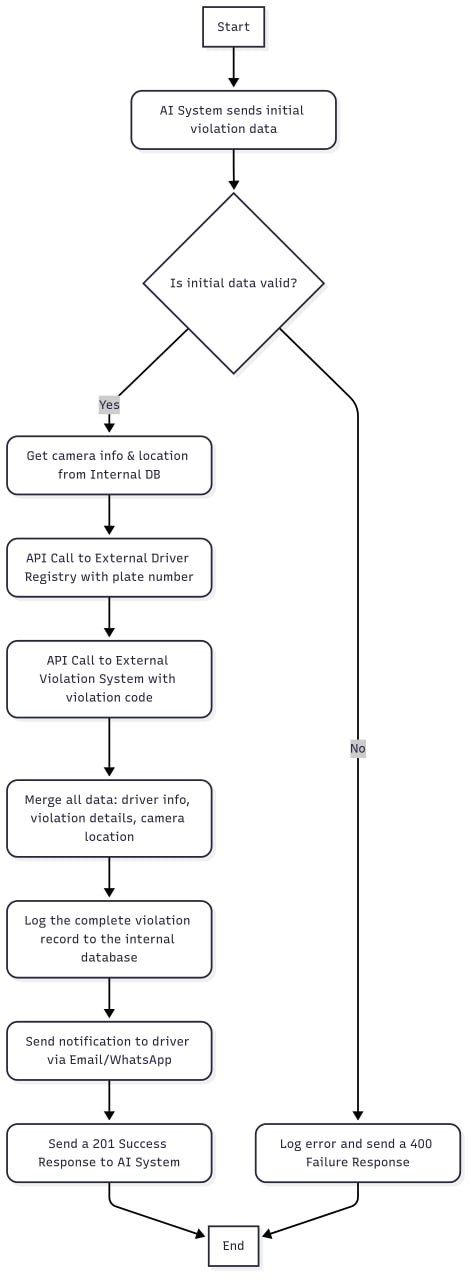 Start
AI System sends initial
violation data
Is initial data valid?
Yes
Get camera info & location
from Internal DB
API Call to External Driver
Registry with plate number
API Call to External
Violation System with
violation code
No
Merge all data: driver info,
violation details, camera
location
Log the complete violation
record to the internal
database
Send notification to driver
via Email/WhatsApp
Send a 201 Success
Response to AI System
Log error and send a 400
Failure Response
End